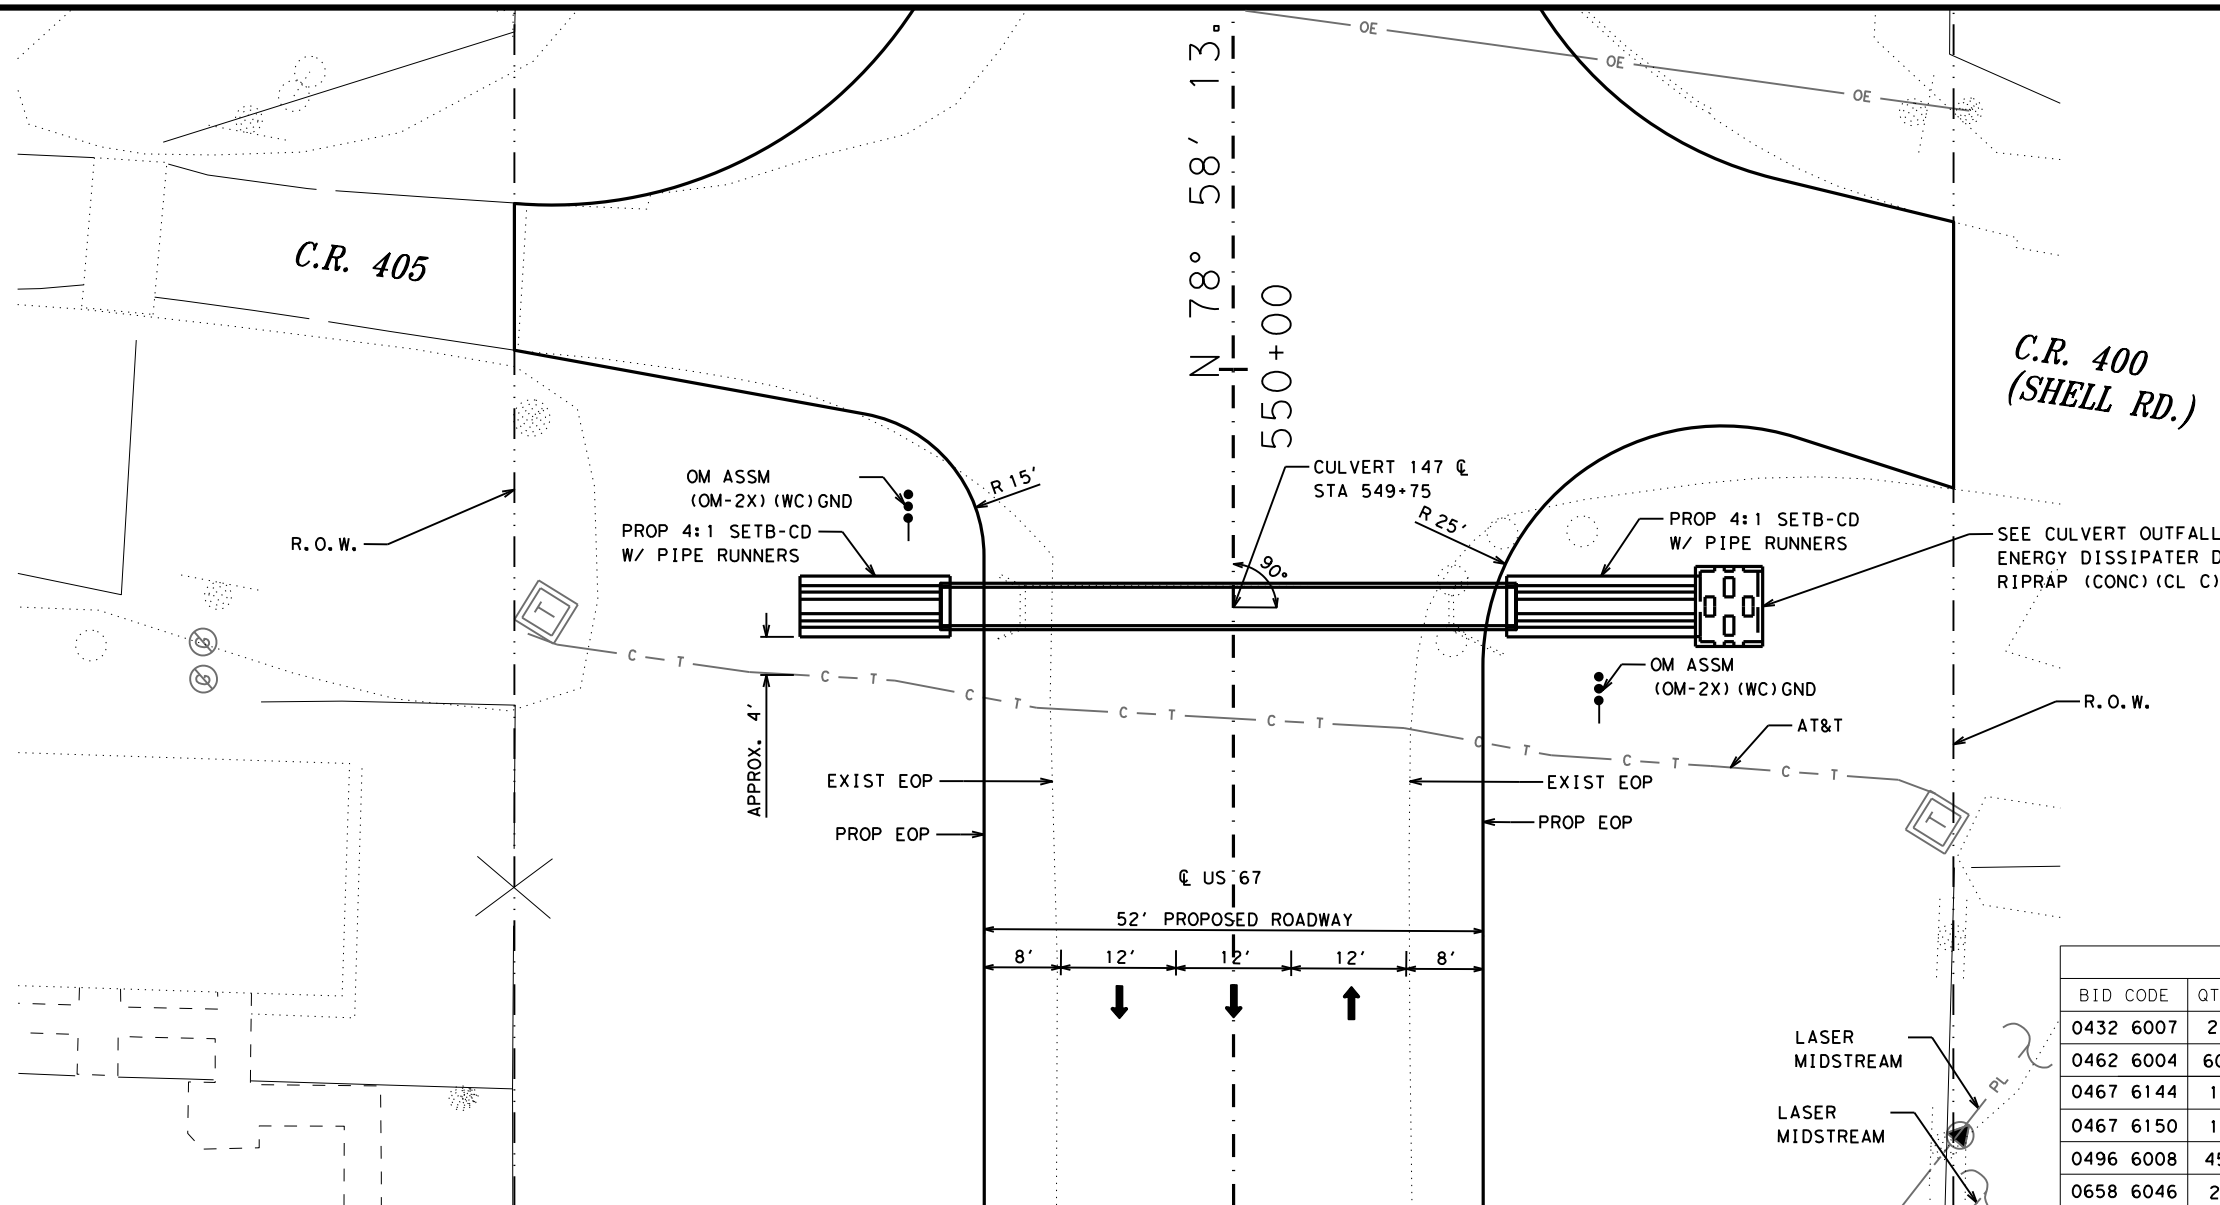 OE
OE
OE
N 78° 58' 13.
550+00
C.R. 405
C.R. 400
(SHELL RD.)
OM ASSM
(OM-2X)(WC)GND
PROP 4:1 SETB-CD
W/ PIPE RUNNERS
R.O.W.
R 15'
CULVERT 147 ℄
STA 549+75
R 25'
90°
PROP 4:1 SETB-CD
W/ PIPE RUNNERS
SEE CULVERT OUTFALL
ENERGY DISSIPATER D
RIPRAP (CONC)(CL C)
T
C T C T C T C T C T C T C T C T
OM ASSM
(OM-2X)(WC)GND
R.O.W.
AT&T
APPROX. 4'
EXIST EOP
EXIST EOP
PROP EOP
PROP EOP
T
℄ US 67
52' PROPOSED ROADWAY
8' 12' 12' 12' 8'
LASER
MIDSTREAM
PL
LASER
MIDSTREAM
BID CODE QT
0432 6007 2
0462 6004 60
0467 6144 1
0467 6150 1
0496 6008 45
0658 6046 2